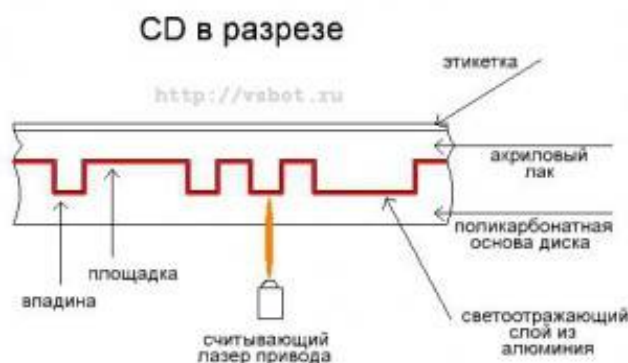 CD в разрезе
http://vsbot.ru
этикетка
акриловый
лак
поликарбонатная
основа диска
площадка
впадина
считывающий
лазер привода
светоотражающий
слой из
алюминия